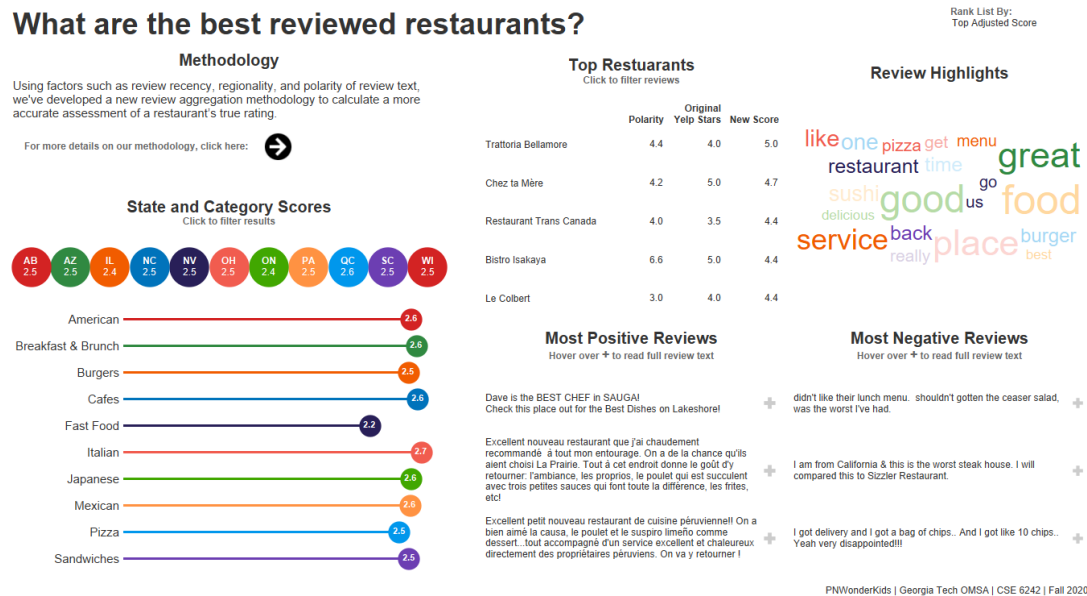 What are the best reviewed restaurants?
Rank List By:
Top Adjusted Score
Methodology
Using factors such as review recency, regionality, and polarity of review text,
we've developed a new review aggregation methodology to calculate a more
accurate assessment of a restaurant's true rating.
For more details on our methodology, click here:
State and Category Scores
Click to filter results
AB AZ IL NC NV OH ON PA QC SC WI
2.5 2.5 2.4 2.5 2.5 2.5 2.4 2.5 2.6 2.5 2.5
American 2.6
Breakfast & Brunch 2.6
Burgers 2.5
Cafes 2.6
Fast Food 2.2
Italian 2.7
Japanese 2.6
Mexican 2.6
Pizza 2.5
Sandwiches 2.5
Top Restuarants
Click to filter reviews
Original
Polarity Yelp Stars New Score
Trattoria Bellamore 4.4 4.0 5.0
Chez ta Mère 4.2 5.0 4.7
Restaurant Trans Canada 4.0 3.5 4.4
Bistro Isakaya 6.6 5.0 4.4
Le Colbert 3.0 4.0 4.4
Review Highlights
like one pizza get menu great
restaurant time
sushi good go us food
delicious
service back place burger
really best
Most Positive Reviews
Hover over + to read full review text
Dave is the BEST CHEF in SAUGA!
Check this place out for the Best Dishes on Lakeshore!
Excellent nouveau restaurant que j'ai chaudement
recommandè á tout mon entourage. On a de la chance qu'ils
aient choisi La Prairie. Tout á cet endroit donne le goût d'y
retourner: l'ambiance, les proprios, le poulet qui est succulent
avec trois petites sauces qui font toute la diffèrence, les frites,
etc!
Excellent petit nouveau restaurant de cuisine pèruvienne!! On a
bien aimè la causa, le poulet et le suspiro limeño comme
dessert...tout accompagnè d'un service excellent et chaleureux
directement des propriètaires pèruviens. On va y retourner !
Most Negative Reviews
Hover over + to read full review text
didn't like their lunch menu.  shouldn't gotten the ceaser salad,
was the worst I've had.
I am from California & this is the worst steak house. I will
compared this to Sizzler Restaurant.
I got delivery and I got a bag of chips.. And I got like 10 chips..
Yeah very disappointed!!!
PNWonderKids | Georgia Tech OMSA | CSE 6242 | Fall 2020